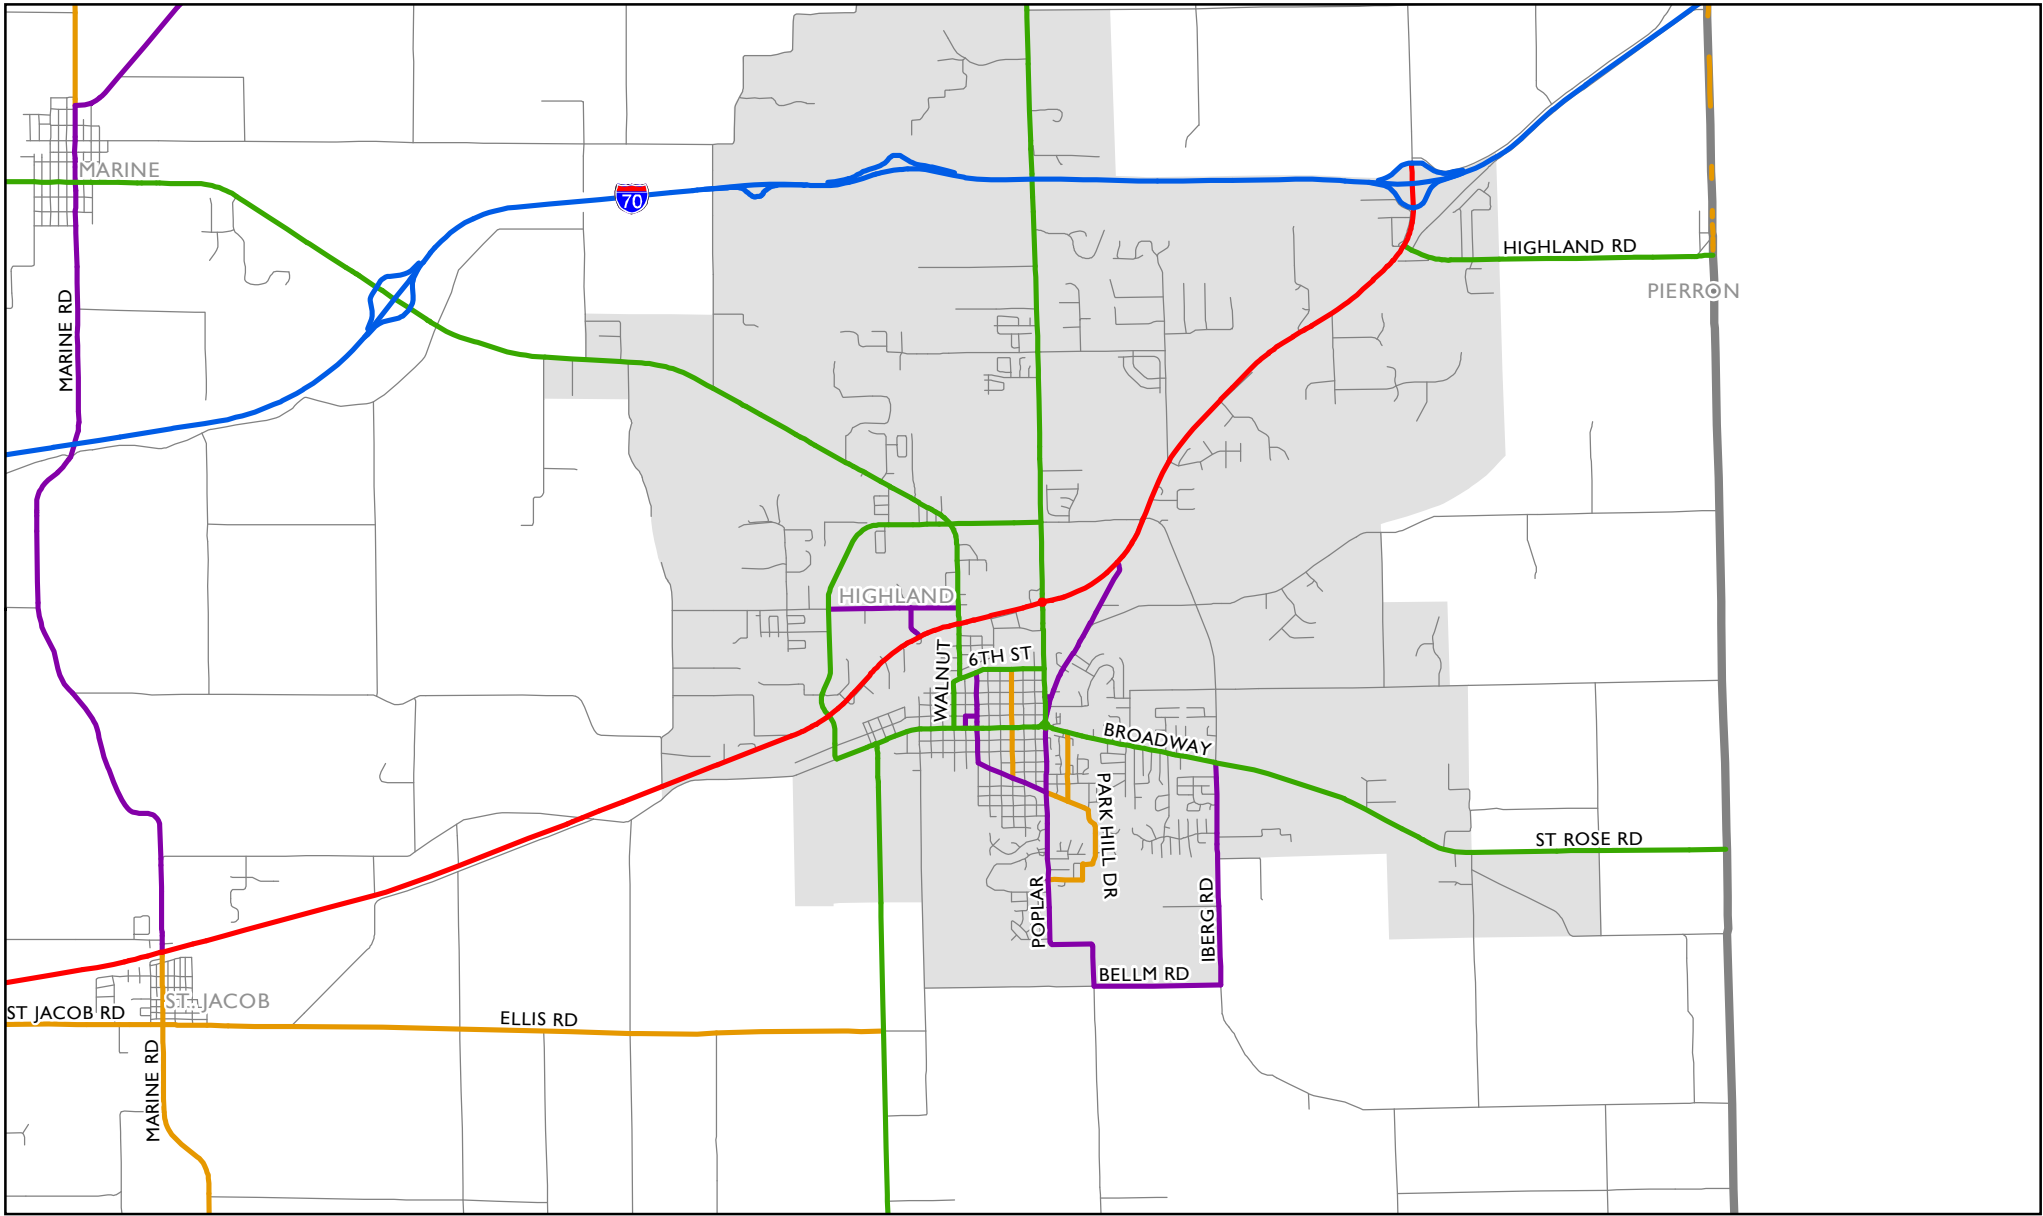 MARINE
70
HIGHLAND RD
PIERRON
MARINE RD
HIGHLAND
WALNUT
6TH ST
BROADWAY
PARK HILL DR
ST ROSE RD
POPLAR
IBERG RD
BELLM RD
ST. JACOB
ST JACOB RD
ELLIS RD
MARINE RD